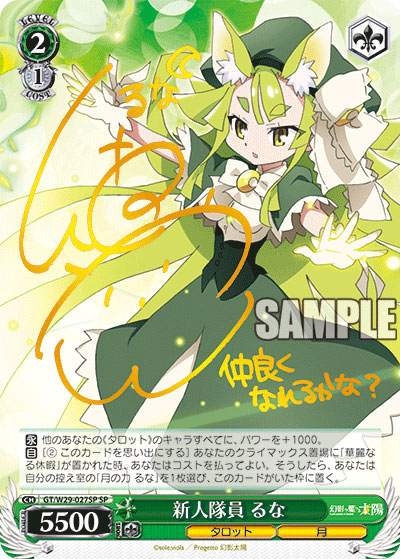 LEVEL
2
1
COST
るな
SAMPLE
仲良く
なれるかな?
永 他のあなたの《タロット》のキャラすべてに、パワーを+1000。
自【② このカードを思い出にする】あなたのクライマックス置場に「華麗な
る休暇」が置かれた時、あなたはコストを払ってよい。そうしたら、あなたは
自分の控え室の「月の力 るな」を1枚選び、このカードがいた枠に置く。
CH GT/W29-027SP SP
5500
新人隊員 るな
タロット
月
幻影ヲ駆ケル太陽
©sole;viola / Progetto 幻影太陽